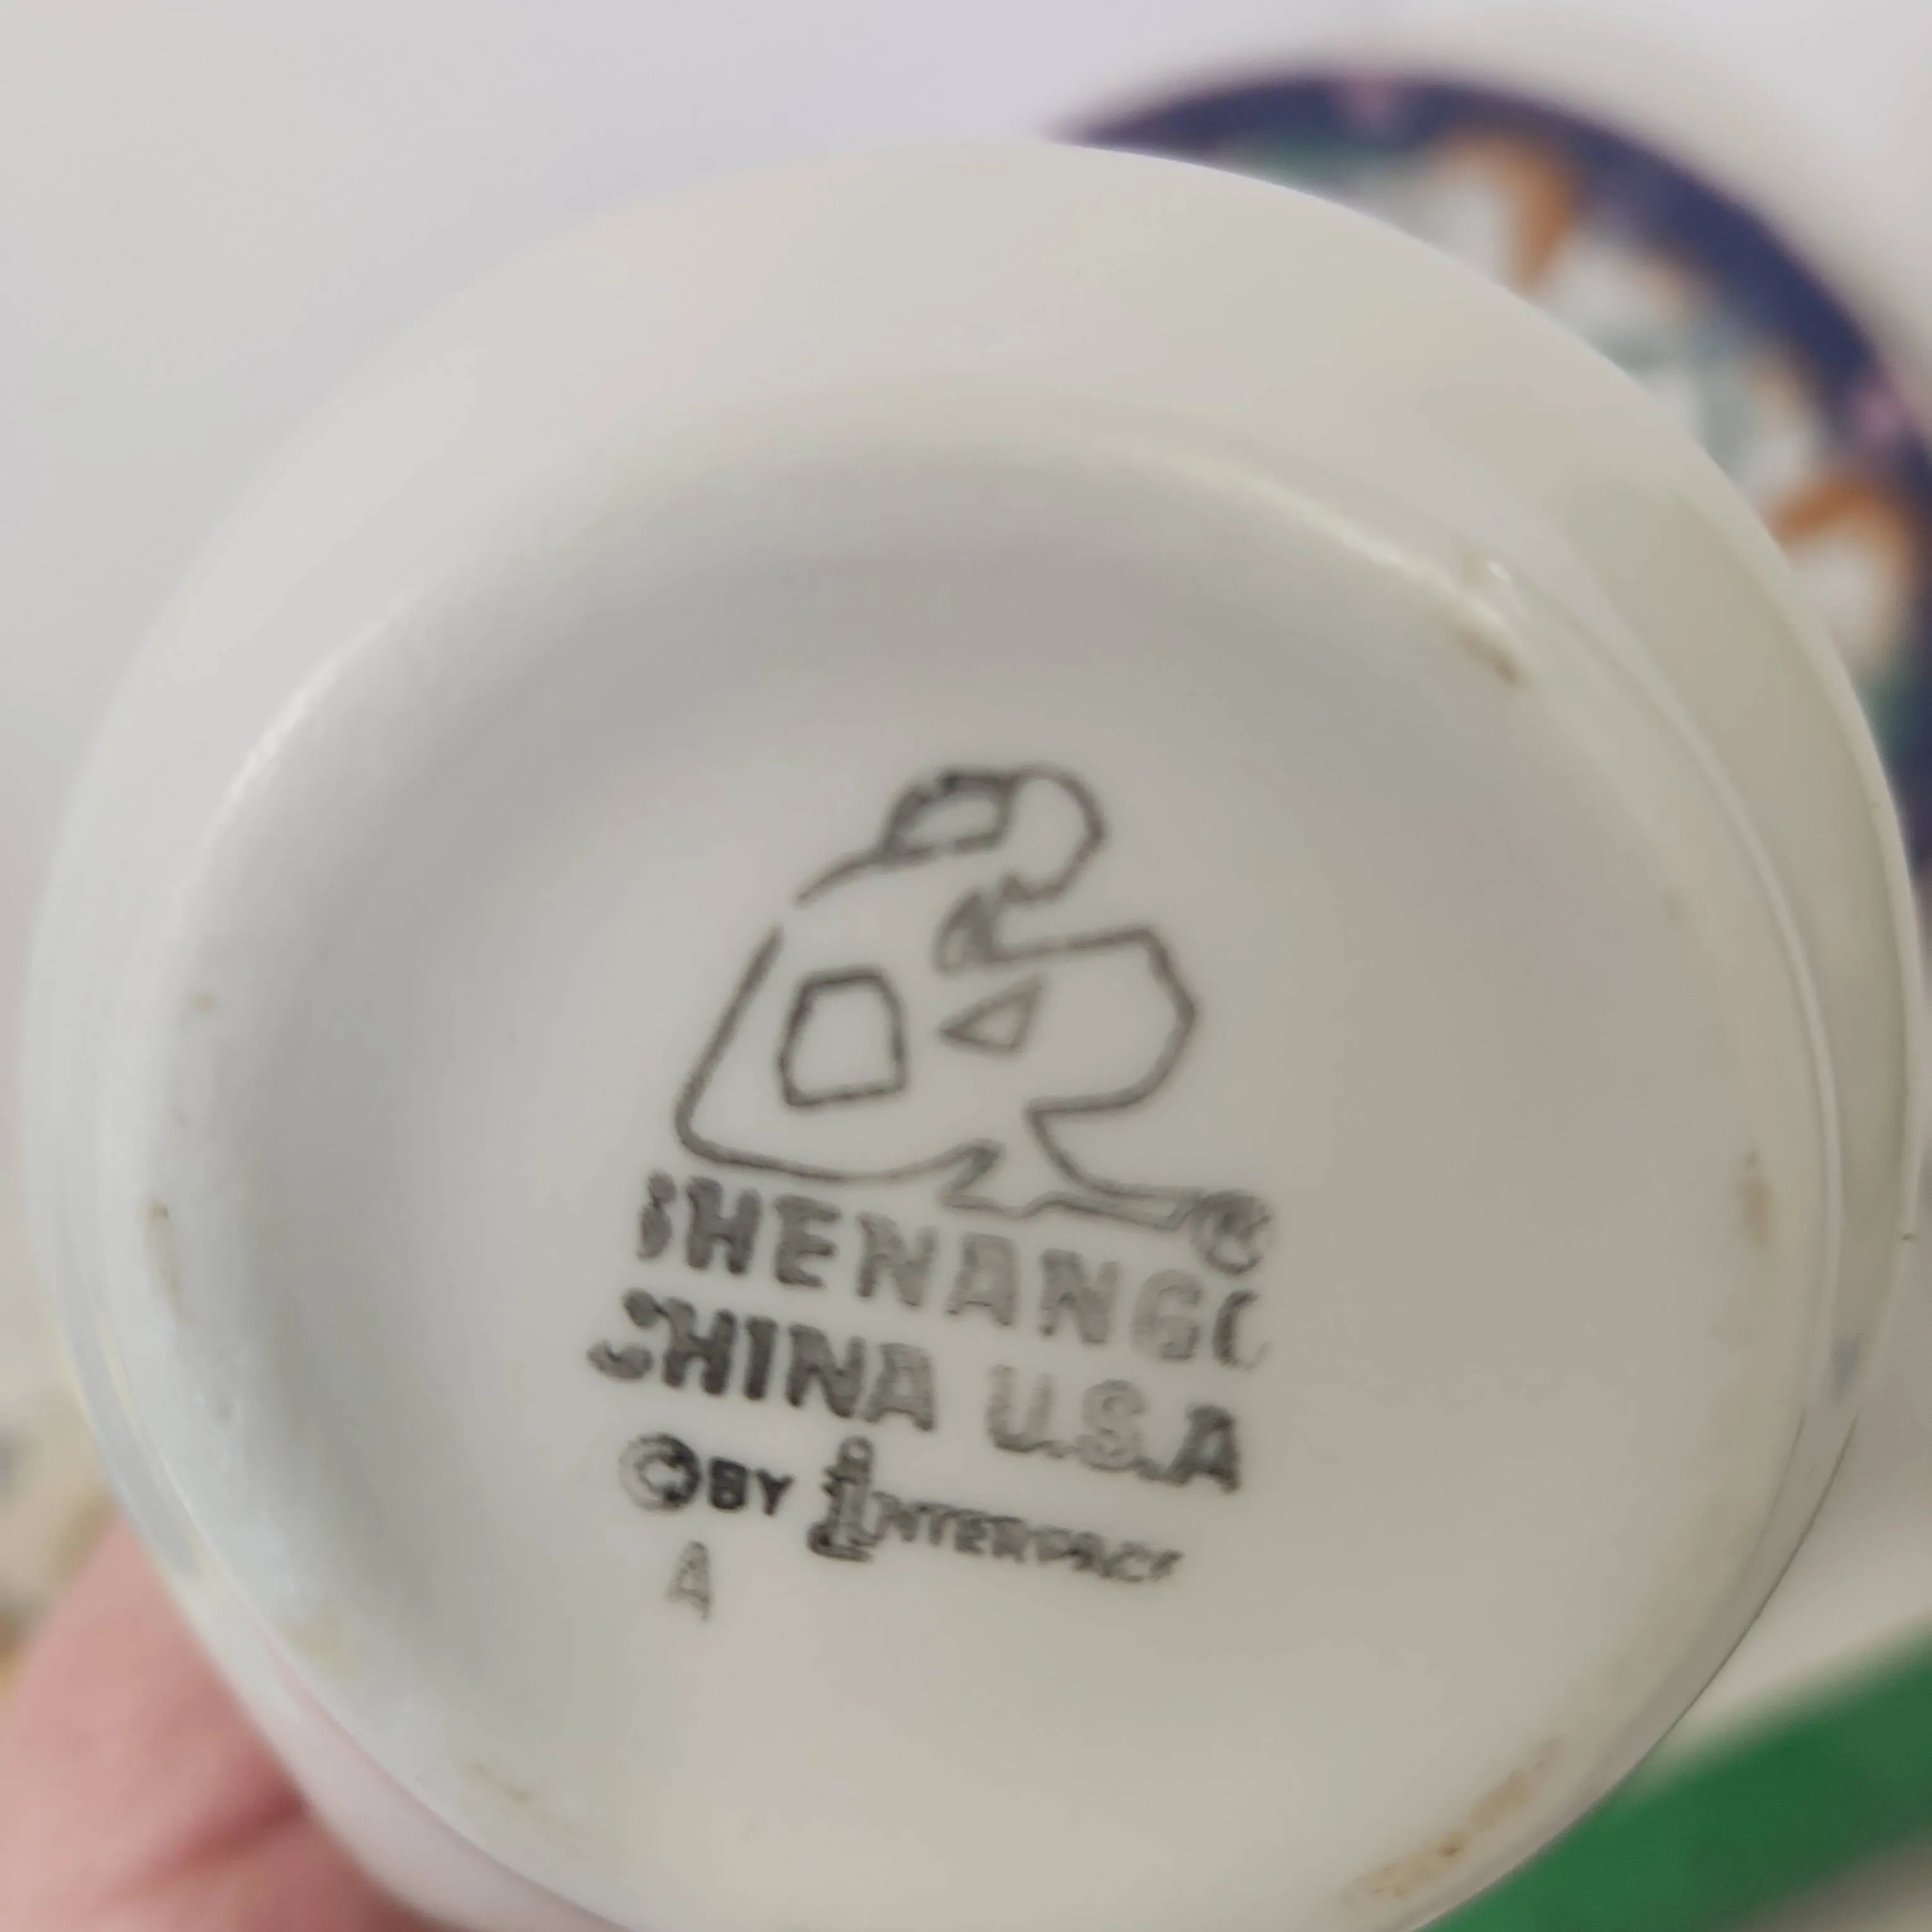 ®
SHENANGO
CHINA U.S.A
© BY INTERPACE
A